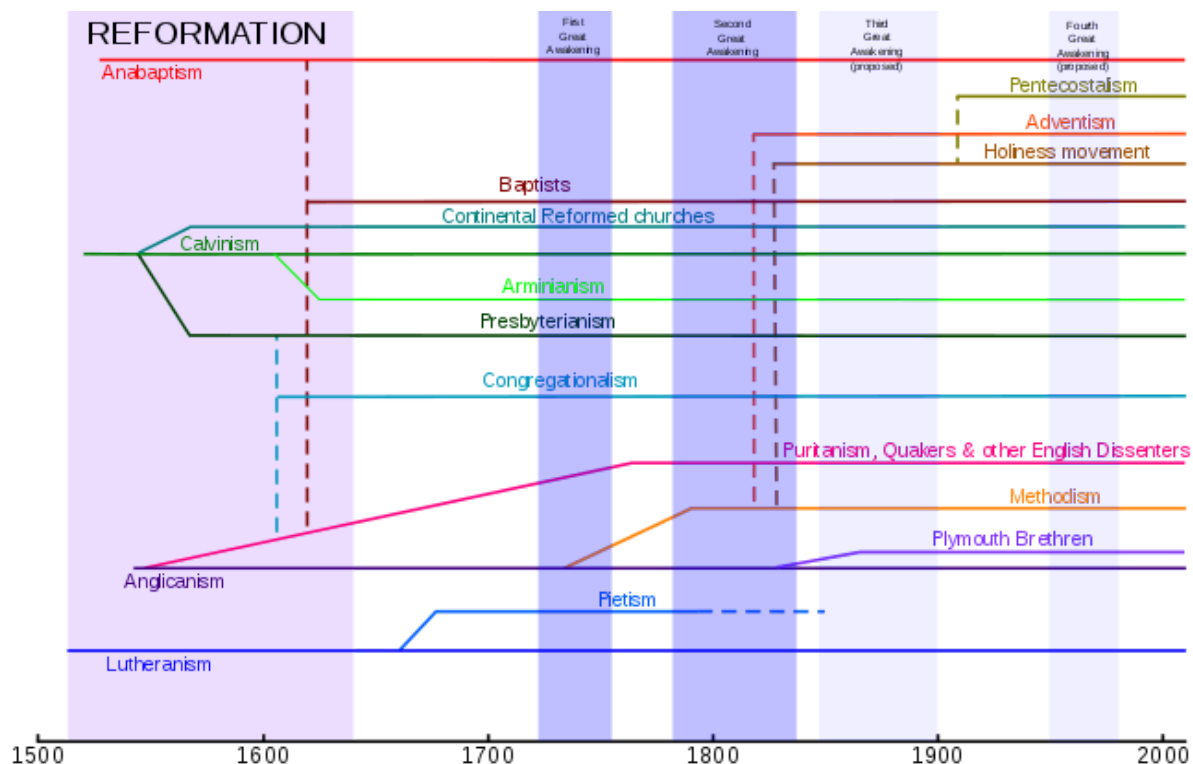 REFORMATION
First
Great
Awakening
Second
Great
Awakening
Third
Great
Awakening
(proposed)
Fourth
Great
Awakening
(proposed)
Anabaptism
Pentecostalism
Adventism
Holiness movement
Baptists
Continental Reformed churches
Calvinism
Arminianism
Presbyterianism
Congregationalism
Puritanism, Quakers & other English Dissenters
Methodism
Plymouth Brethren
Anglicanism
Pietism
Lutheranism
1500 1600 1700 1800 1900 2000